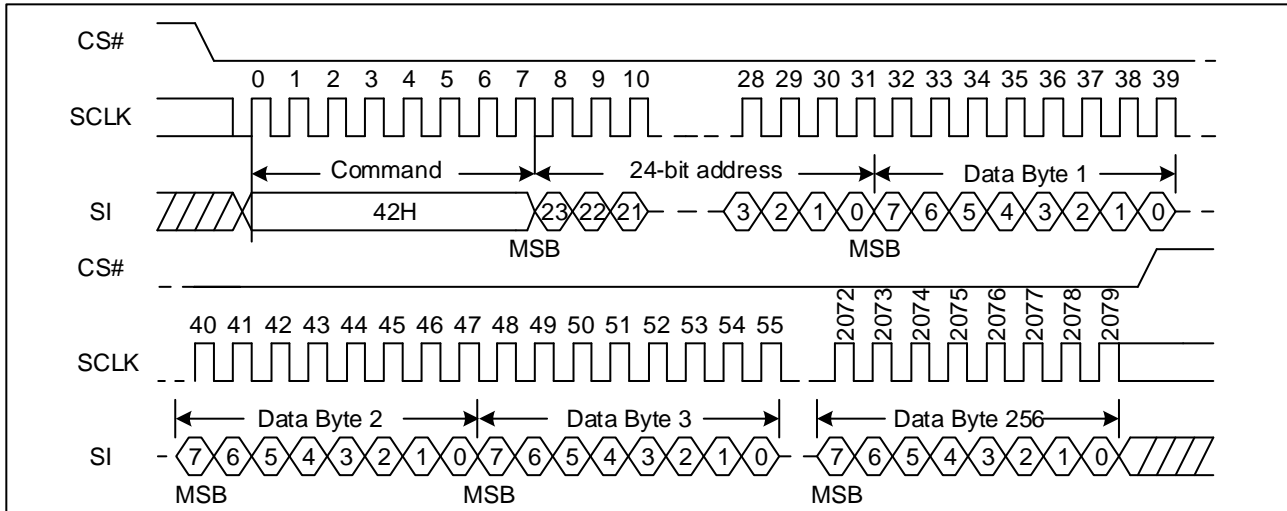 CS#
0 1 2 3 4 5 6 7 8 9 10 28 29 30 31 32 33 34 35 36 37 38 39
SCLK
Command 24-bit address Data Byte 1
SI 42H 23 22 21 3 2 1 0 7 6 5 4 3 2 1 0
MSB MSB
CS#
40 41 42 43 44 45 46 47 48 49 50 51 52 53 54 55 2072 2073 2074 2075 2076 2077 2078 2079
SCLK
Data Byte 2 Data Byte 3 Data Byte 256
SI 7 6 5 4 3 2 1 0 7 6 5 4 3 2 1 0 7 6 5 4 3 2 1 0
MSB MSB MSB